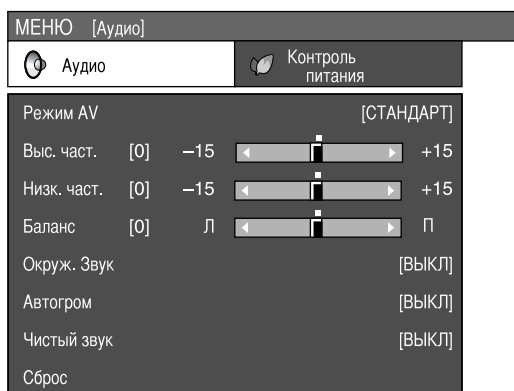 МЕНЮ [Аудио]
Аудио
Контроль
питания
Режим AV [СТАНДАРТ]
Выс. част. [0] –15 +15
Низк. част. [0] –15 +15
Баланс [0] Л П
Окруж. Звук [ВЫКЛ]
Автогром [ВЫКЛ]
Чистый звук [ВЫКЛ]
Сброс